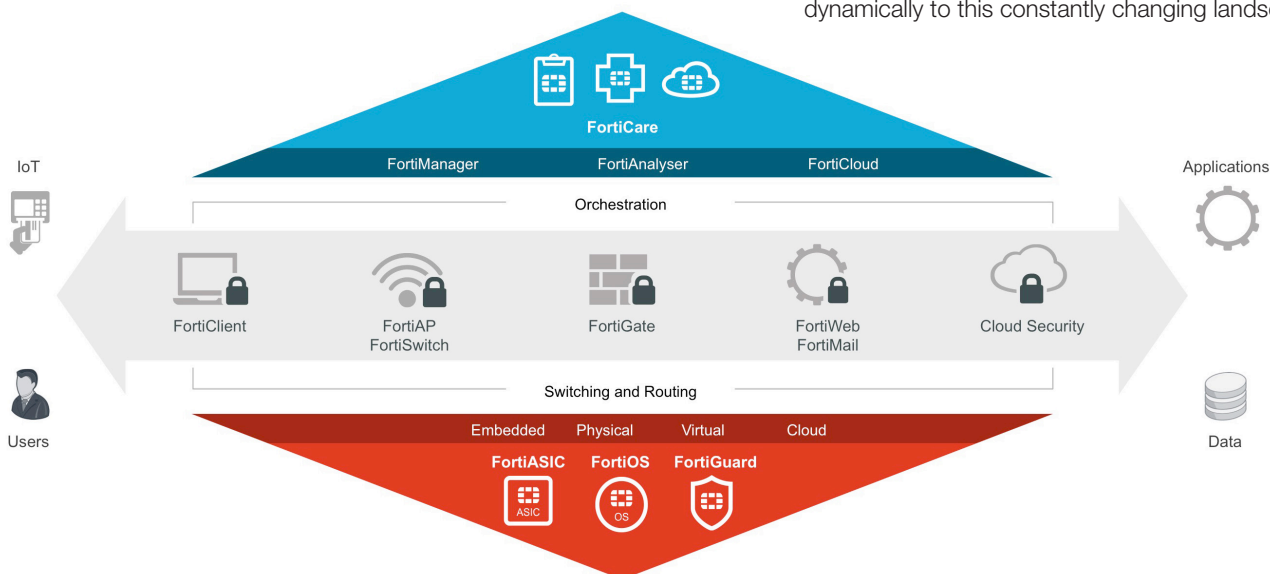 dynamically to this constantly changing lands
FortiCare
FortiManager FortiAnalyser FortiCloud
IoT
Applications
Orchestration
FortiClient
FortiAP
FortiSwitch
FortiGate
FortiWeb
FortiMail
Cloud Security
Switching and Routing
Users
Data
Embedded Physical Virtual Cloud
FortiASIC FortiOS FortiGuard
ASIC
OS